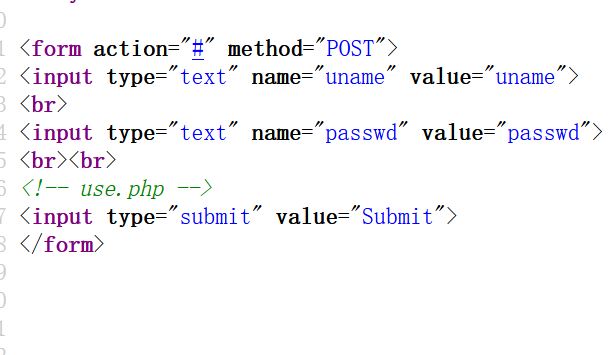 0
1 <form action="#" method="POST">
2 <input type="text" name="uname" value="uname">
3 <br>
4 <input type="text" name="passwd" value="passwd">
5 <br><br>
6 <!-- use.php -->
7 <input type="submit" value="Submit">
8 </form>
9
0
1